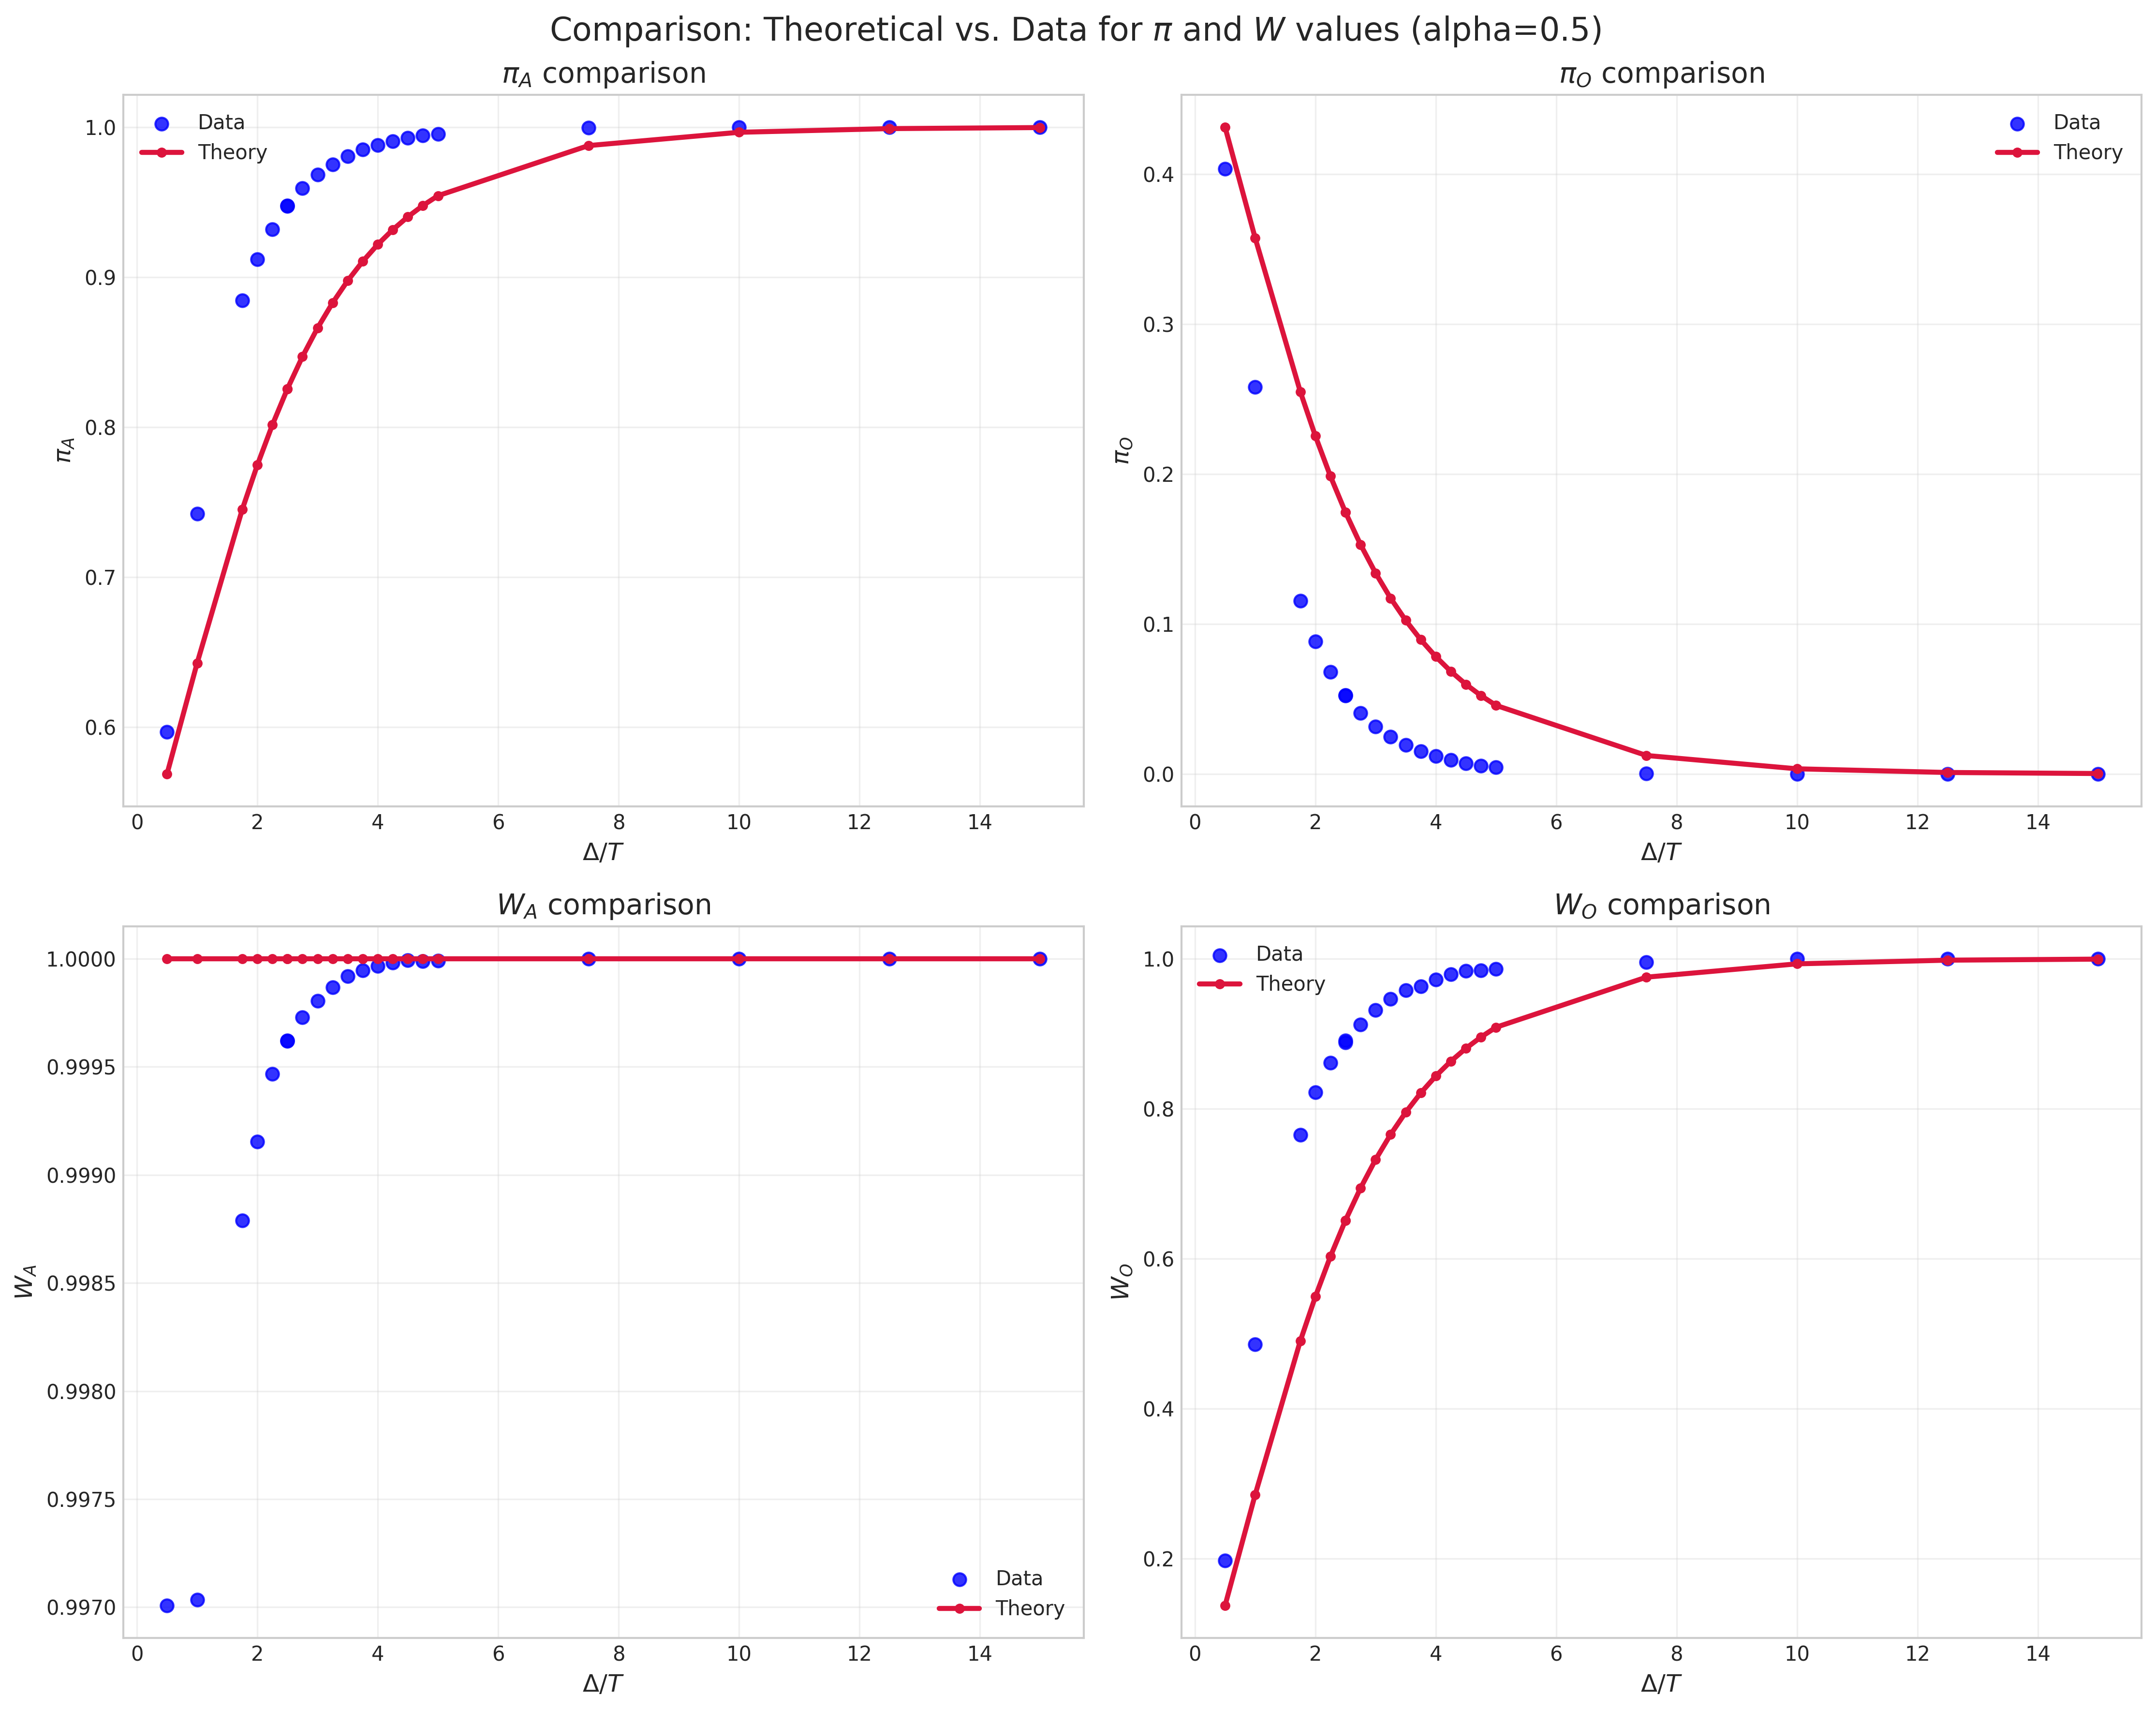 Comparison: Theoretical vs. Data for π and W values (alpha=0.5)
π_A comparison
Data
Theory
1.0
0.9
0.8
0.7
0.6
π_A
0 2 4 6 8 10 12 14
Δ/T
π_O comparison
Data
Theory
0.4
0.3
0.2
0.1
0.0
π_O
0 2 4 6 8 10 12 14
Δ/T
W_A comparison
1.0000
0.9995
0.9990
0.9985
0.9980
0.9975
0.9970
W_A
Data
Theory
0 2 4 6 8 10 12 14
Δ/T
W_O comparison
Data
Theory
1.0
0.8
0.6
0.4
0.2
W_O
0 2 4 6 8 10 12 14
Δ/T